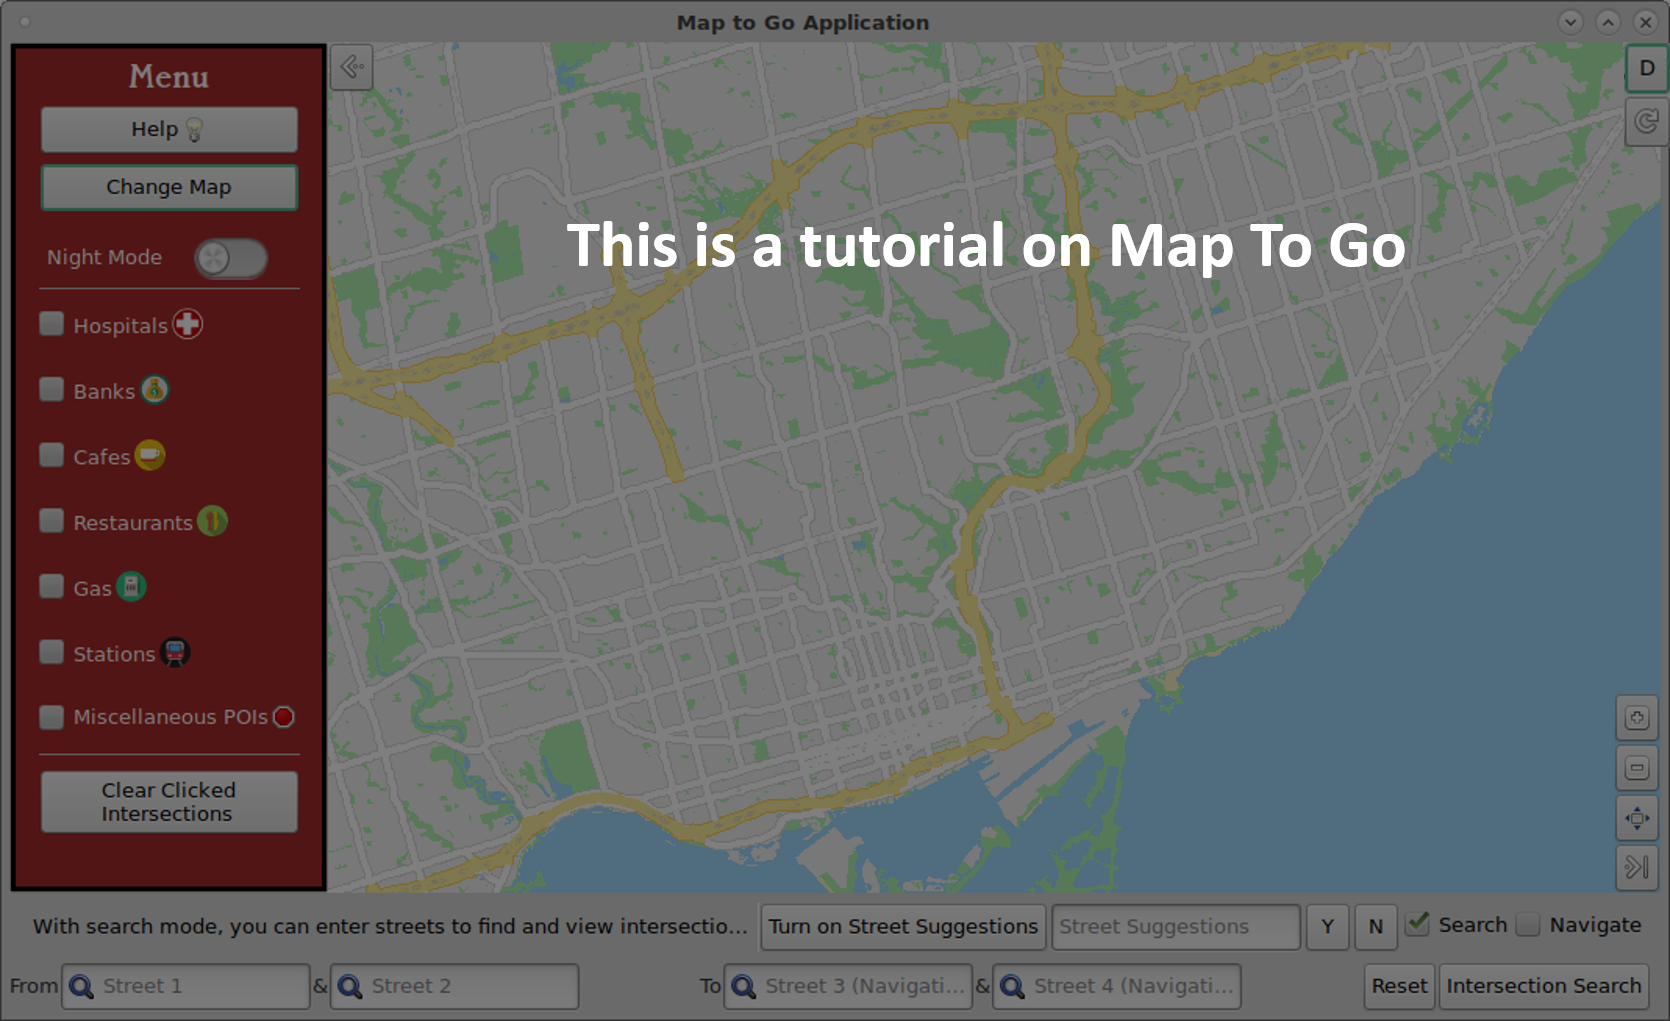 Map to Go Application
Menu
Help
Change Map
Night Mode
Hospitals
Banks
Cafes
Restaurants
Gas
Stations
Miscellaneous POIs
Clear Clicked
Intersections
D
This is a tutorial on Map To Go
With search mode, you can enter streets to find and view intersectio...
Turn on Street Suggestions
Street Suggestions
Y
N
Search
Navigate
From
Street 1
&
Street 2
To
Street 3 (Navigati...
&
Street 4 (Navigati...
Reset
Intersection Search